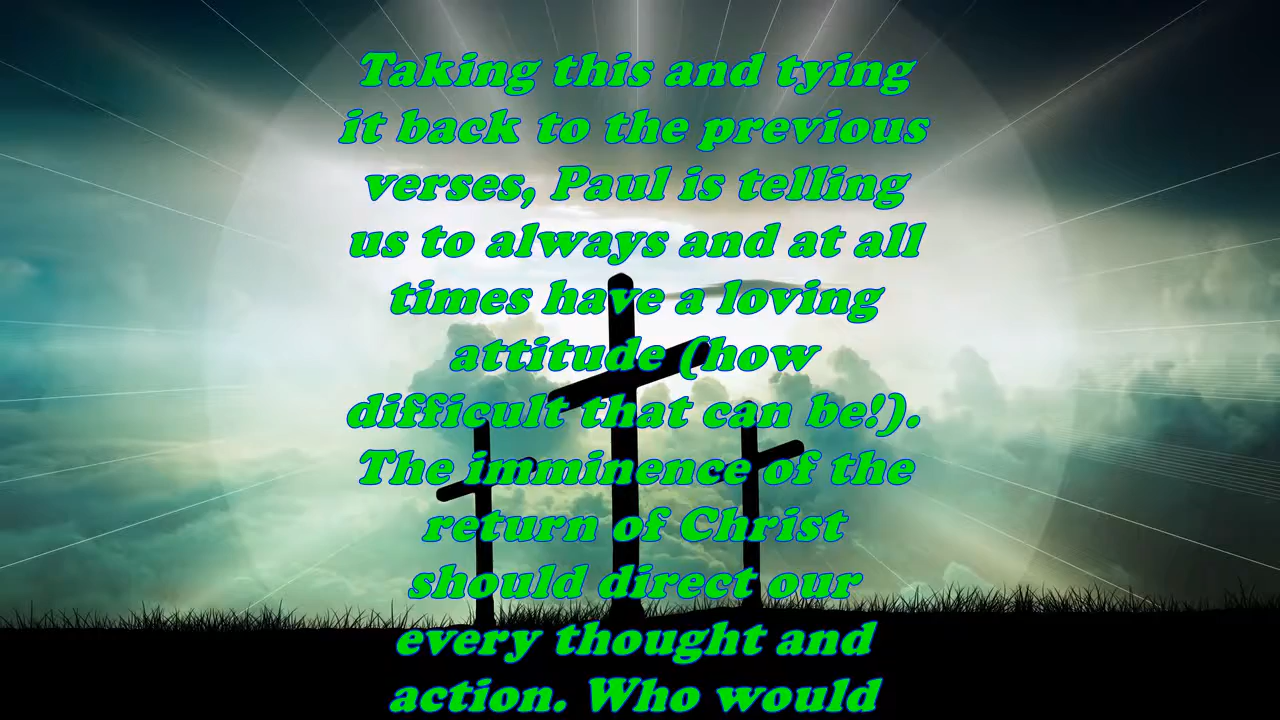 Taking this and tying
it back to the previous
verses, Paul is telling
us to always and at all
times have a loving
attitude (how
difficult that can be!).
The imminence of the
return of Christ
should direct our
every thought and
action. Who would